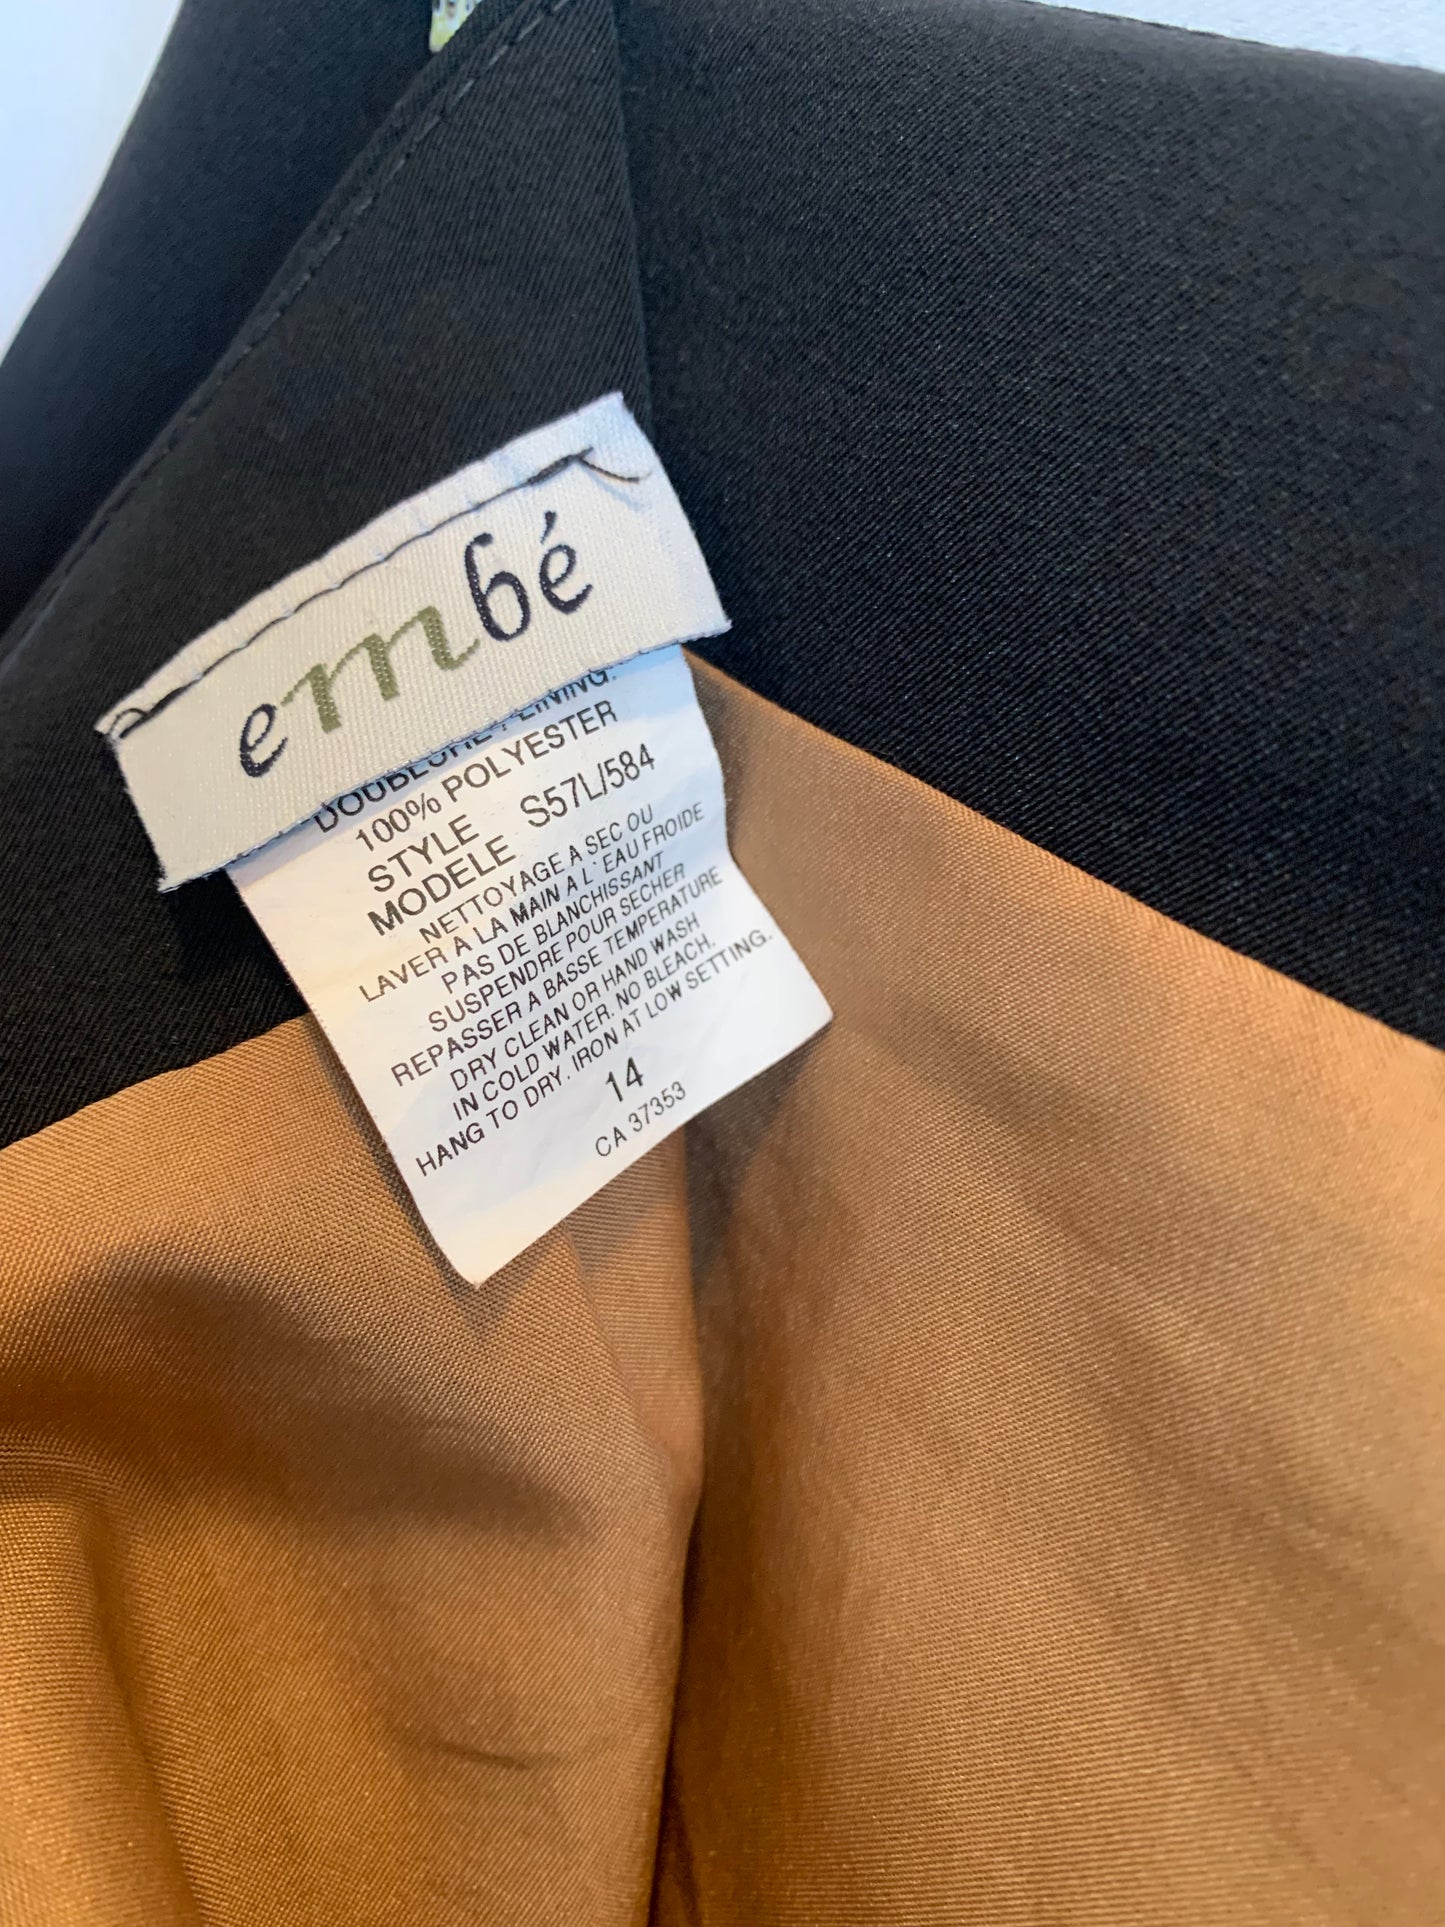 embé
DOUBLURE / LINING:
100% POLYESTER
STYLE
MODELE S57L/584
NETTOYAGE A SEC OU
LAVER A LA MAIN A L`EAU FROIDE
PAS DE BLANCHISSANT
SUSPENDRE POUR SECHER
REPASSER A BASSE TEMPERATURE
DRY CLEAN OR HAND WASH
IN COLD WATER. NO BLEACH.
HANG TO DRY. IRON AT LOW SETTING.
14
CA 37353